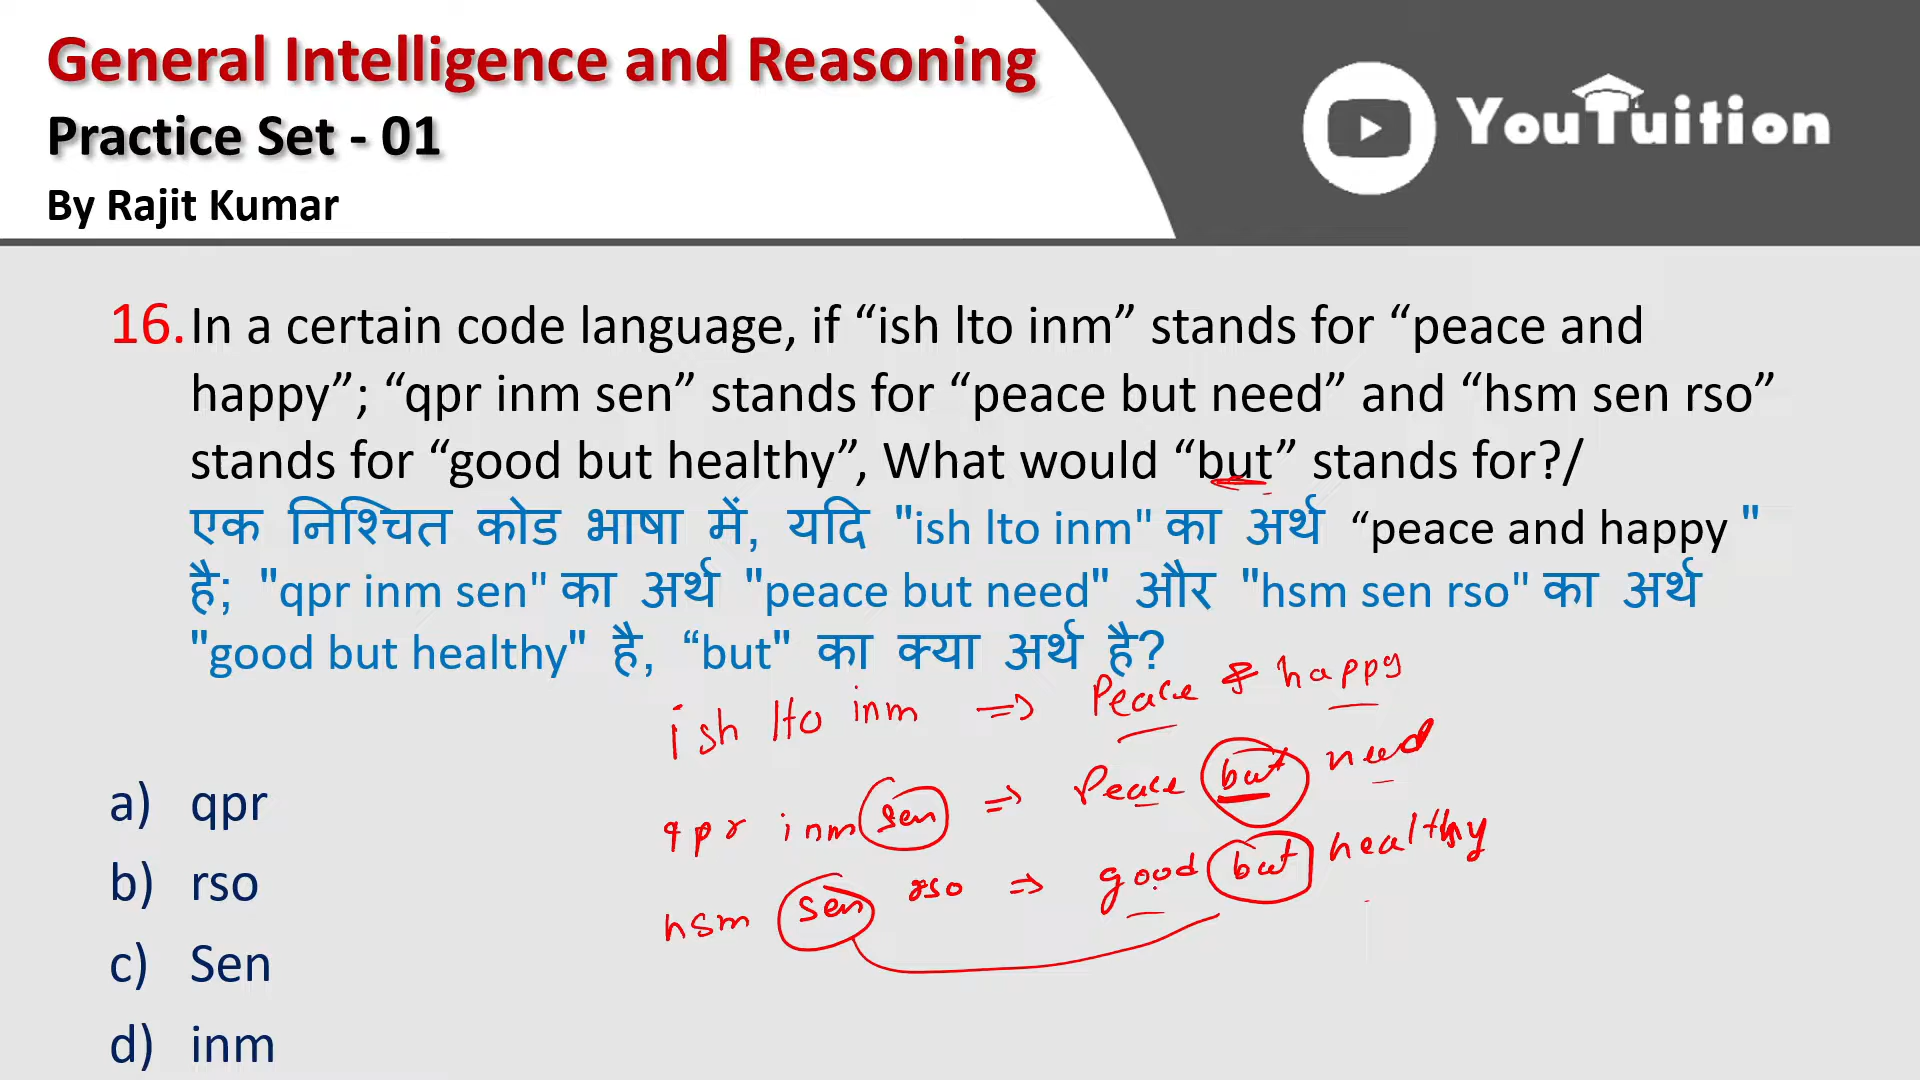 General Intelligence and Reasoning
Practice Set - 01
By Rajit Kumar
YouTuition
16. In a certain code language, if “ish lto inm” stands for “peace and
happy”; “qpr inm sen” stands for “peace but need” and “hsm sen rso”
stands for “good but healthy”, What would “but” stands for?/
एक निश्चित कोड भाषा में, यदि "ish lto inm" का अर्थ “peace and happy "
है; "qpr inm sen" का अर्थ "peace but need" और "hsm sen rso" का अर्थ
"good but healthy" है, “but" का क्या अर्थ है?
ish lto inm ⇒ Peace & happy
qpr inm sen ⇒ Peace but need
hsm sen rso ⇒ good but healthy
a) qpr
b) rso
c) Sen
d) inm